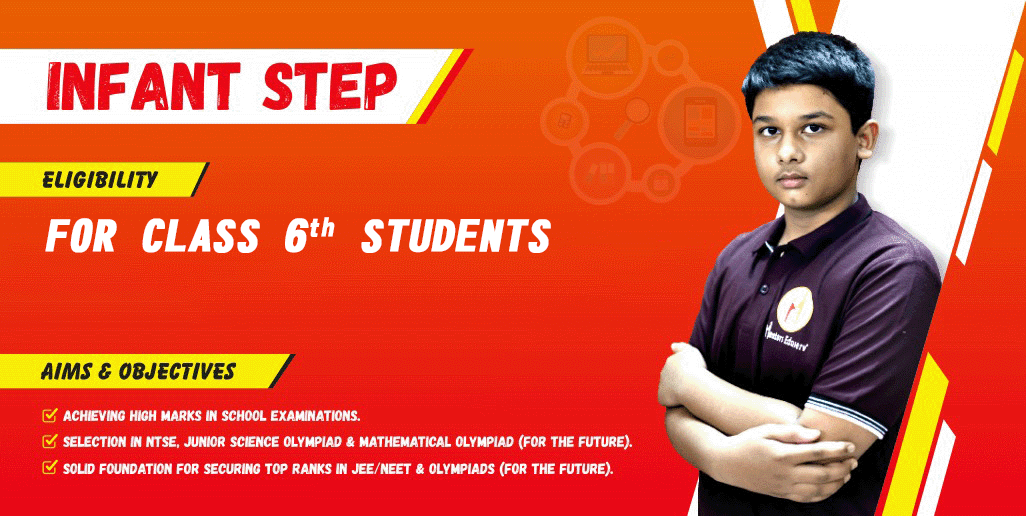 INFANT STEP
ELIGIBILITY
FOR CLASS 6th STUDENTS
AIMS & OBJECTIVES
ACHIEVING HIGH MARKS IN SCHOOL EXAMINATIONS.
SELECTION IN NTSE, JUNIOR SCIENCE OLYMPIAD & MATHEMATICAL OLYMPIAD (FOR THE FUTURE).
SOLID FOUNDATION FOR SECURING TOP RANKS IN JEE/NEET & OLYMPIADS (FOR THE FUTURE).